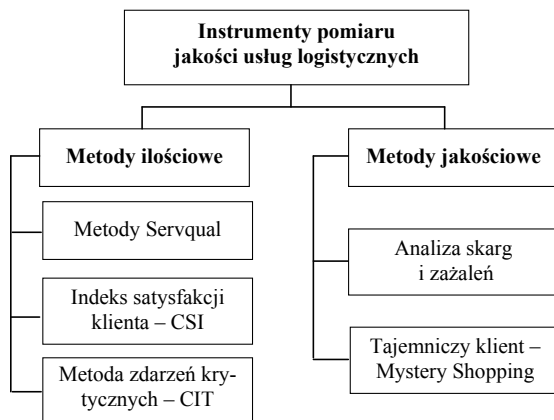 Instrumenty pomiaru
jakości usług logistycznych
Metody ilościowe
Metody Servqual
Indeks satysfakcji
klienta – CSI
Metoda zdarzeń kry-
tycznych – CIT
Metody jakościowe
Analiza skarg
i zażaleń
Tajemniczy klient –
Mystery Shopping